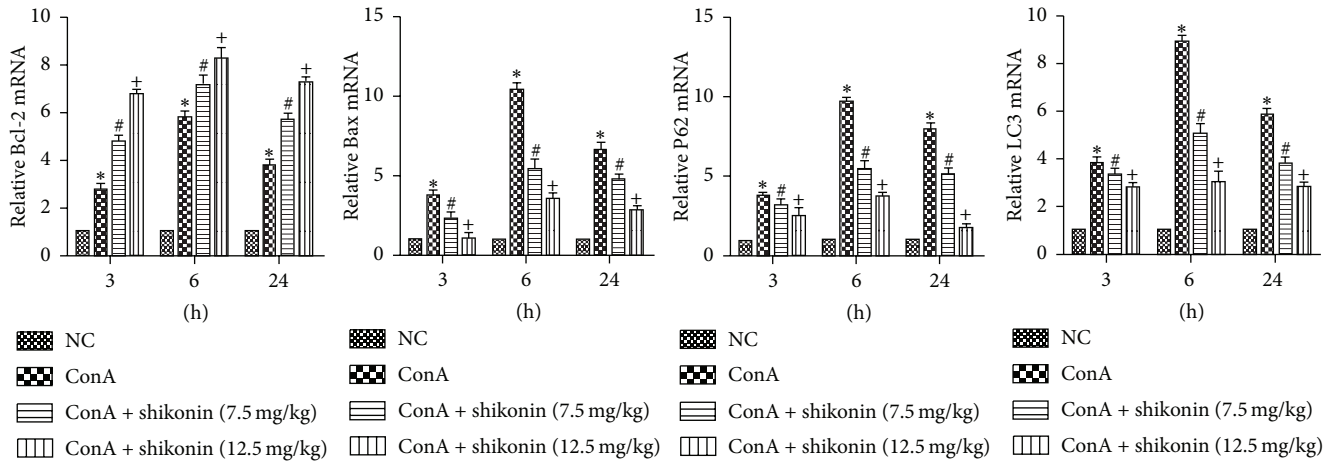 Relative Bcl-2 mRNA
10
8
6
4
2
0
*
#
+
*
#
+
*
#
+
3
6
24
(h)
NC
ConA
ConA + shikonin (7.5 mg/kg)
ConA + shikonin (12.5 mg/kg)
Relative Bax mRNA
15
10
5
0
*
#
+
*
#
+
*
#
+
3
6
24
(h)
NC
ConA
ConA + shikonin (7.5 mg/kg)
ConA + shikonin (12.5 mg/kg)
Relative P62 mRNA
15
10
5
0
*
#
+
*
#
+
*
#
+
3
6
24
(h)
NC
ConA
ConA + shikonin (7.5 mg/kg)
ConA + shikonin (12.5 mg/kg)
Relative LC3 mRNA
10
8
6
4
2
0
*
#
+
*
#
+
*
#
+
3
6
24
(h)
NC
ConA
ConA + shikonin (7.5 mg/kg)
ConA + shikonin (12.5 mg/kg)